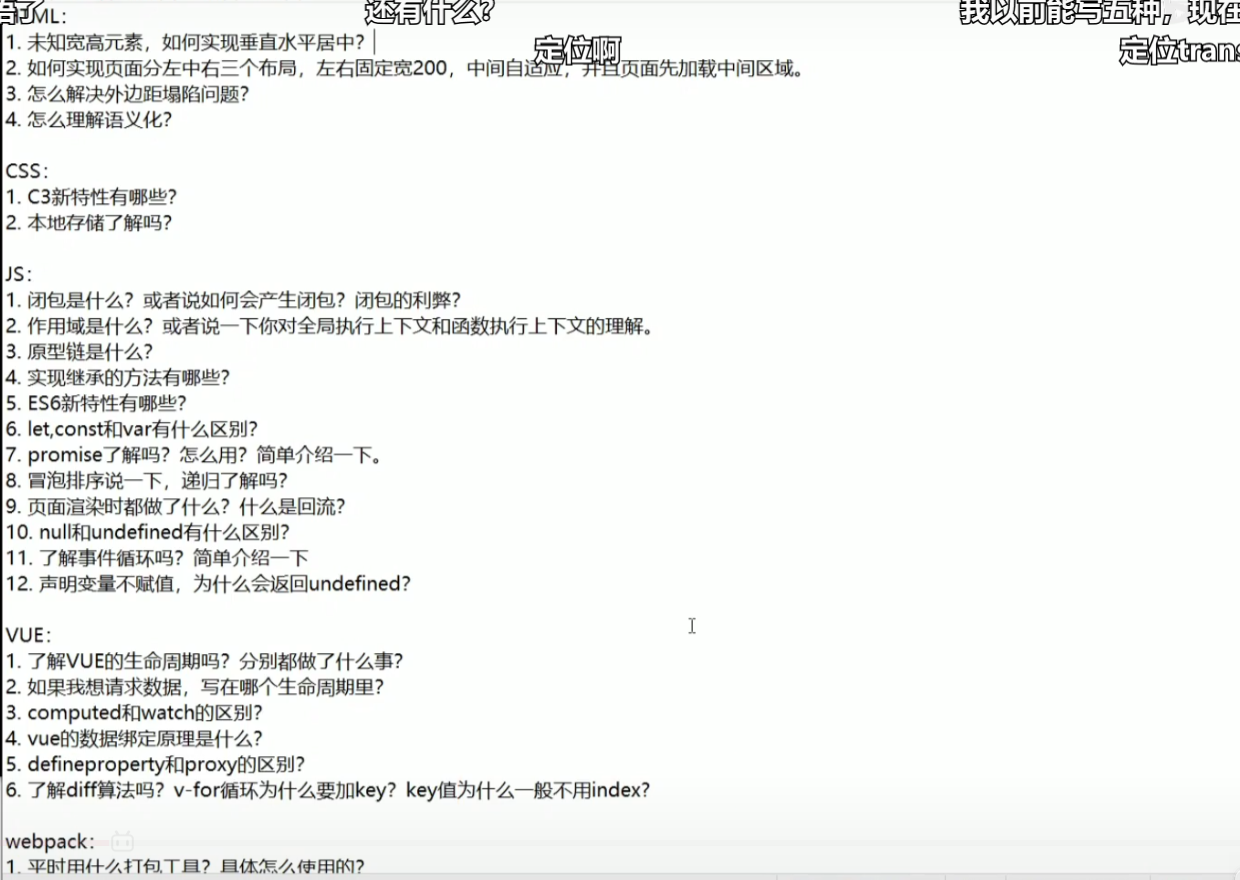 悟了
还有什么?
我以前能写五种，现在
HTML：
1. 未知宽高元素，如何实现垂直水平居中？
定位啊
定位trans
2. 如何实现页面分左中右三个布局，左右固定宽200，中间自适应，并且页面先加载中间区域。
3. 怎么解决外边距塌陷问题？
4. 怎么理解语义化？
CSS：
1. C3新特性有哪些？
2. 本地存储了解吗？
JS：
1. 闭包是什么？或者说如何会产生闭包？闭包的利弊？
2. 作用域是什么？或者说一下你对全局执行上下文和函数执行上下文的理解。
3. 原型链是什么？
4. 实现继承的方法有哪些？
5. ES6新特性有哪些？
6. let,const和var有什么区别？
7. promise了解吗？怎么用？简单介绍一下。
8. 冒泡排序说一下，递归了解吗？
9. 页面渲染时都做了什么？什么是回流？
10. null和undefined有什么区别？
11. 了解事件循环吗？简单介绍一下
12. 声明变量不赋值，为什么会返回undefined？
VUE：
1. 了解VUE的生命周期吗？分别都做了什么事？
2. 如果我想请求数据，写在哪个生命周期里？
3. computed和watch的区别？
4. vue的数据绑定原理是什么？
5. defineproperty和proxy的区别？
6. 了解diff算法吗？v-for循环为什么要加key？key值为什么一般不用index？
webpack：
1. 平时用什么打包工具？具体怎么使用的？